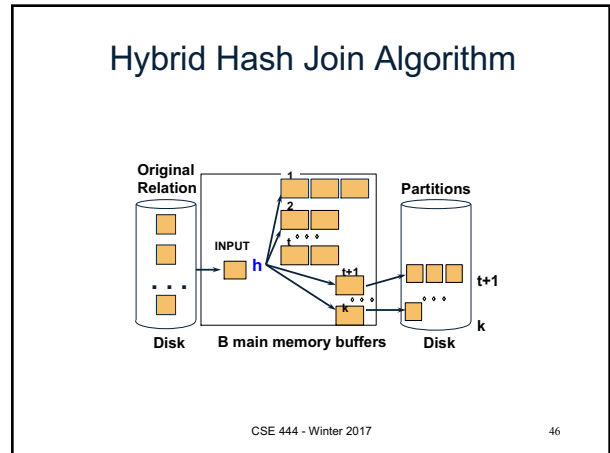 Hybrid Hash Join Algorithm
Original
Relation
Partitions
1
2
t
INPUT
h
t+1
k
t+1
k
. . .
Disk
B main memory buffers
Disk
CSE 444 - Winter 2017
46